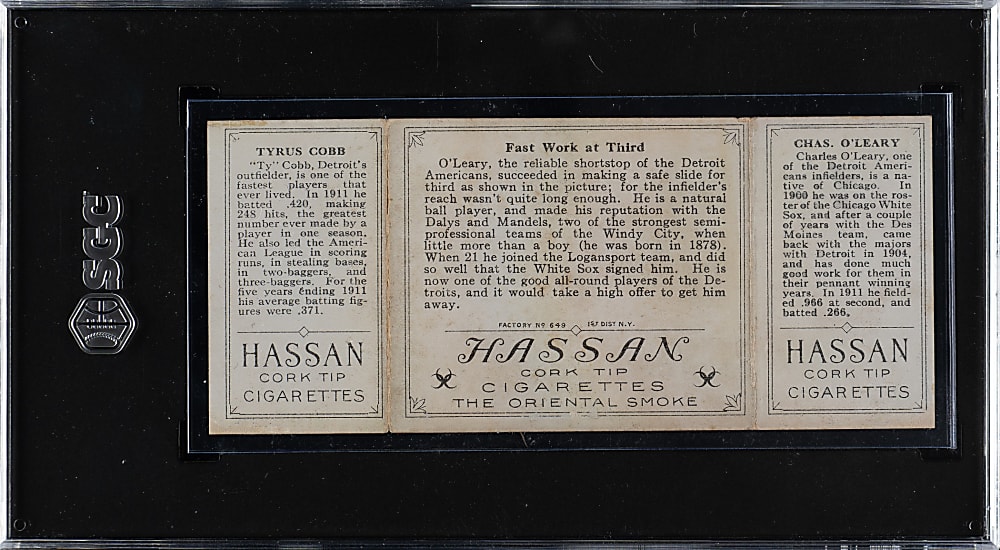 SGC
TYRUS COBB
"Ty" Cobb, Detroit's
outfielder, is one of the
fastest players that
ever lived. In 1911 he
batted .420, making
248 hits, the greatest
number ever made by a
player in one season.
He also led the Ameri-
can League in scoring
runs, in stealing bases,
in two-baggers, and
three-baggers. For the
five years ending 1911
his average batting fig-
ures were .371.
HASSAN
CORK TIP
CIGARETTES
Fast Work at Third
O'Leary, the reliable shortstop of the Detroit
Americans, succeeded in making a safe slide for
third as shown in the picture; for the infielder's
reach wasn't quite long enough. He is a natural
ball player, and made his reputation with the
Dalys and Mandels, two of the strongest semi-
professional teams of the Windy City, when
little more than a boy (he was born in 1878).
When 21 he joined the Logansport team, and did
so well that the White Sox signed him. He is
now one of the good all-round players of the De-
troits, and it would take a high offer to get him
away.
FACTORY No 649 1ST DIST N.Y.
HASSAN
CORK TIP
CIGARETTES
THE ORIENTAL SMOKE
CHAS. O'LEARY
Charles O'Leary, one
of the Detroit Ameri-
cans infielders, is a na-
tive of Chicago. In
1900 he was on the ros-
ter of the Chicago White
Sox, and after a couple
of years with the Des
Moines team, came
back with the majors
with Detroit in 1904,
and has done much
good work for them in
their pennant winning
years. In 1911 he field-
ed .966 at second, and
batted .266.
HASSAN
CORK TIP
CIGARETTES